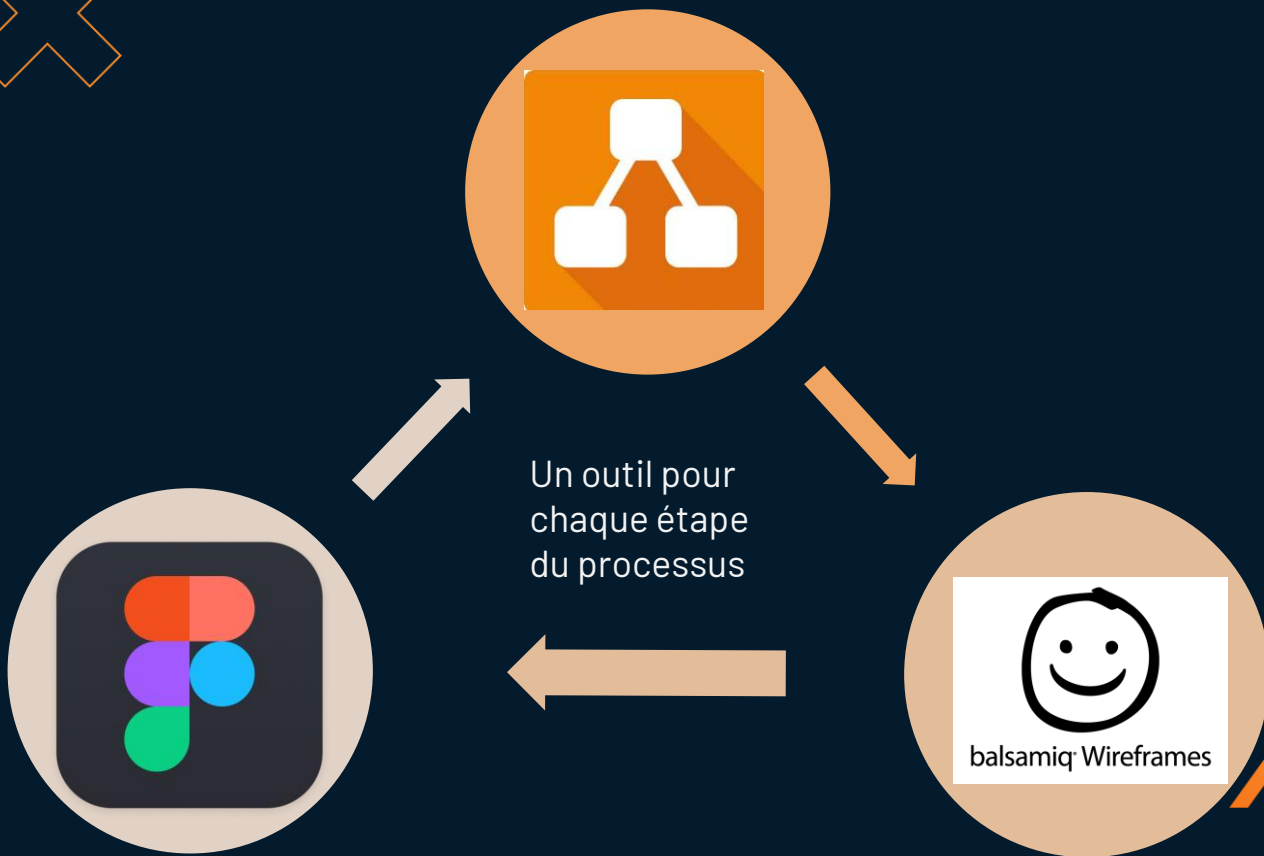 Un outil pour
chaque étape
du processus
balsamiq Wireframes